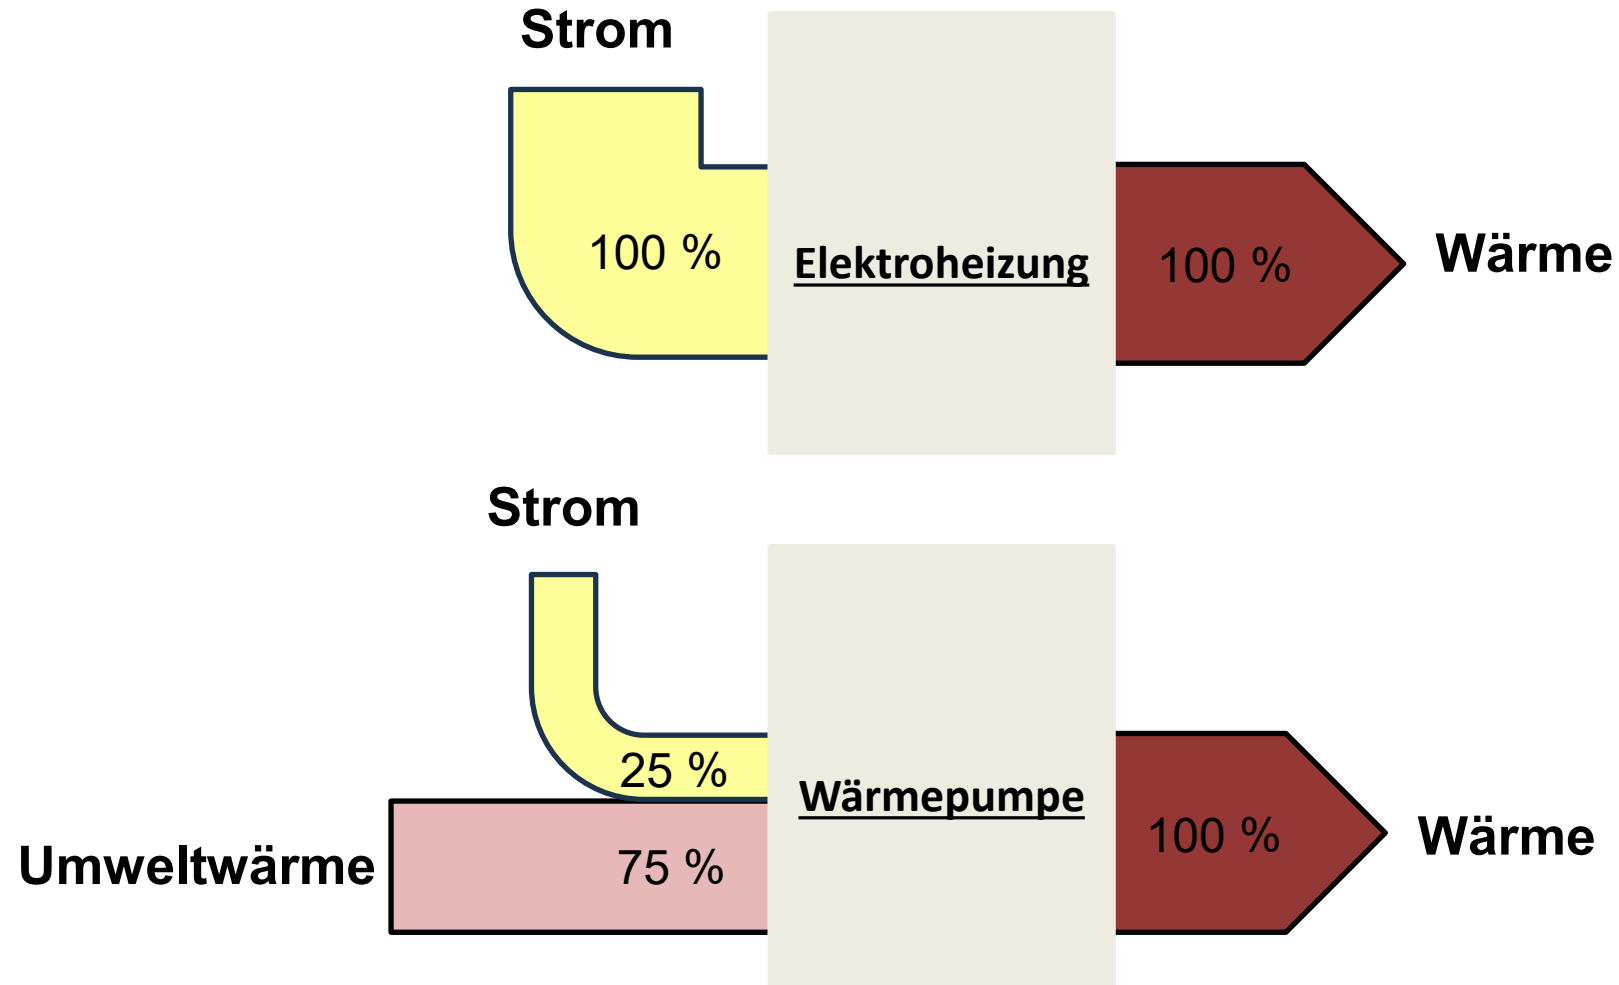 Strom
100 %
Elektroheizung
100 %
Wärme
Strom
25 %
Umweltwärme
75 %
Wärmepumpe
100 %
Wärme